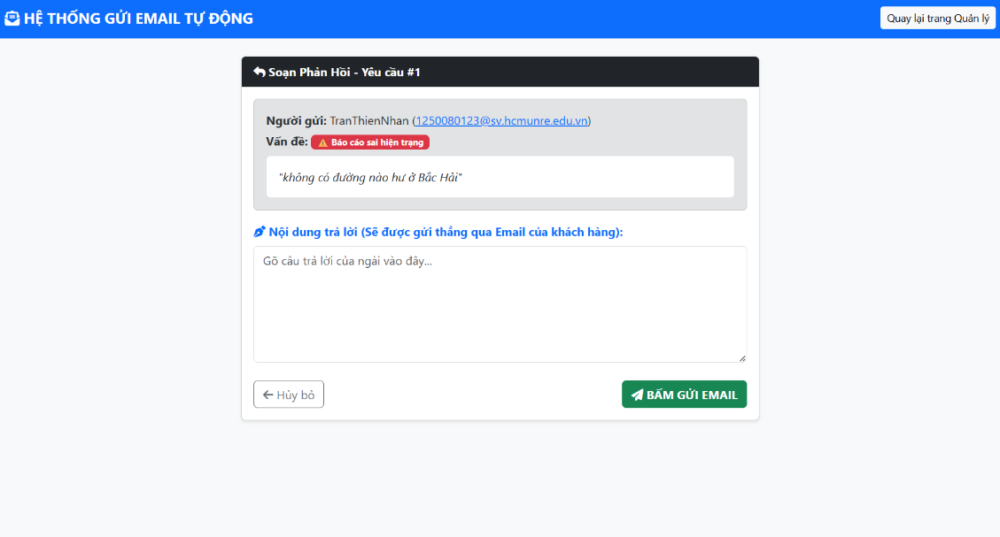 HỆ THỐNG GỬI EMAIL TỰ ĐỘNG
Quay lại trang Quản lý
Soạn Phản Hồi - Yêu cầu #1
Người gửi: TranThienNhan (1250080123@sv.hcmunre.edu.vn)
Vấn đề: Báo cáo sai hiện trạng
"không có đường nào hư ở Bắc Hải"
Nội dung trả lời (Sẽ được gửi thẳng qua Email của khách hàng):
Gõ câu trả lời của ngài vào đây...
Hủy bỏ
BẤM GỬI EMAIL